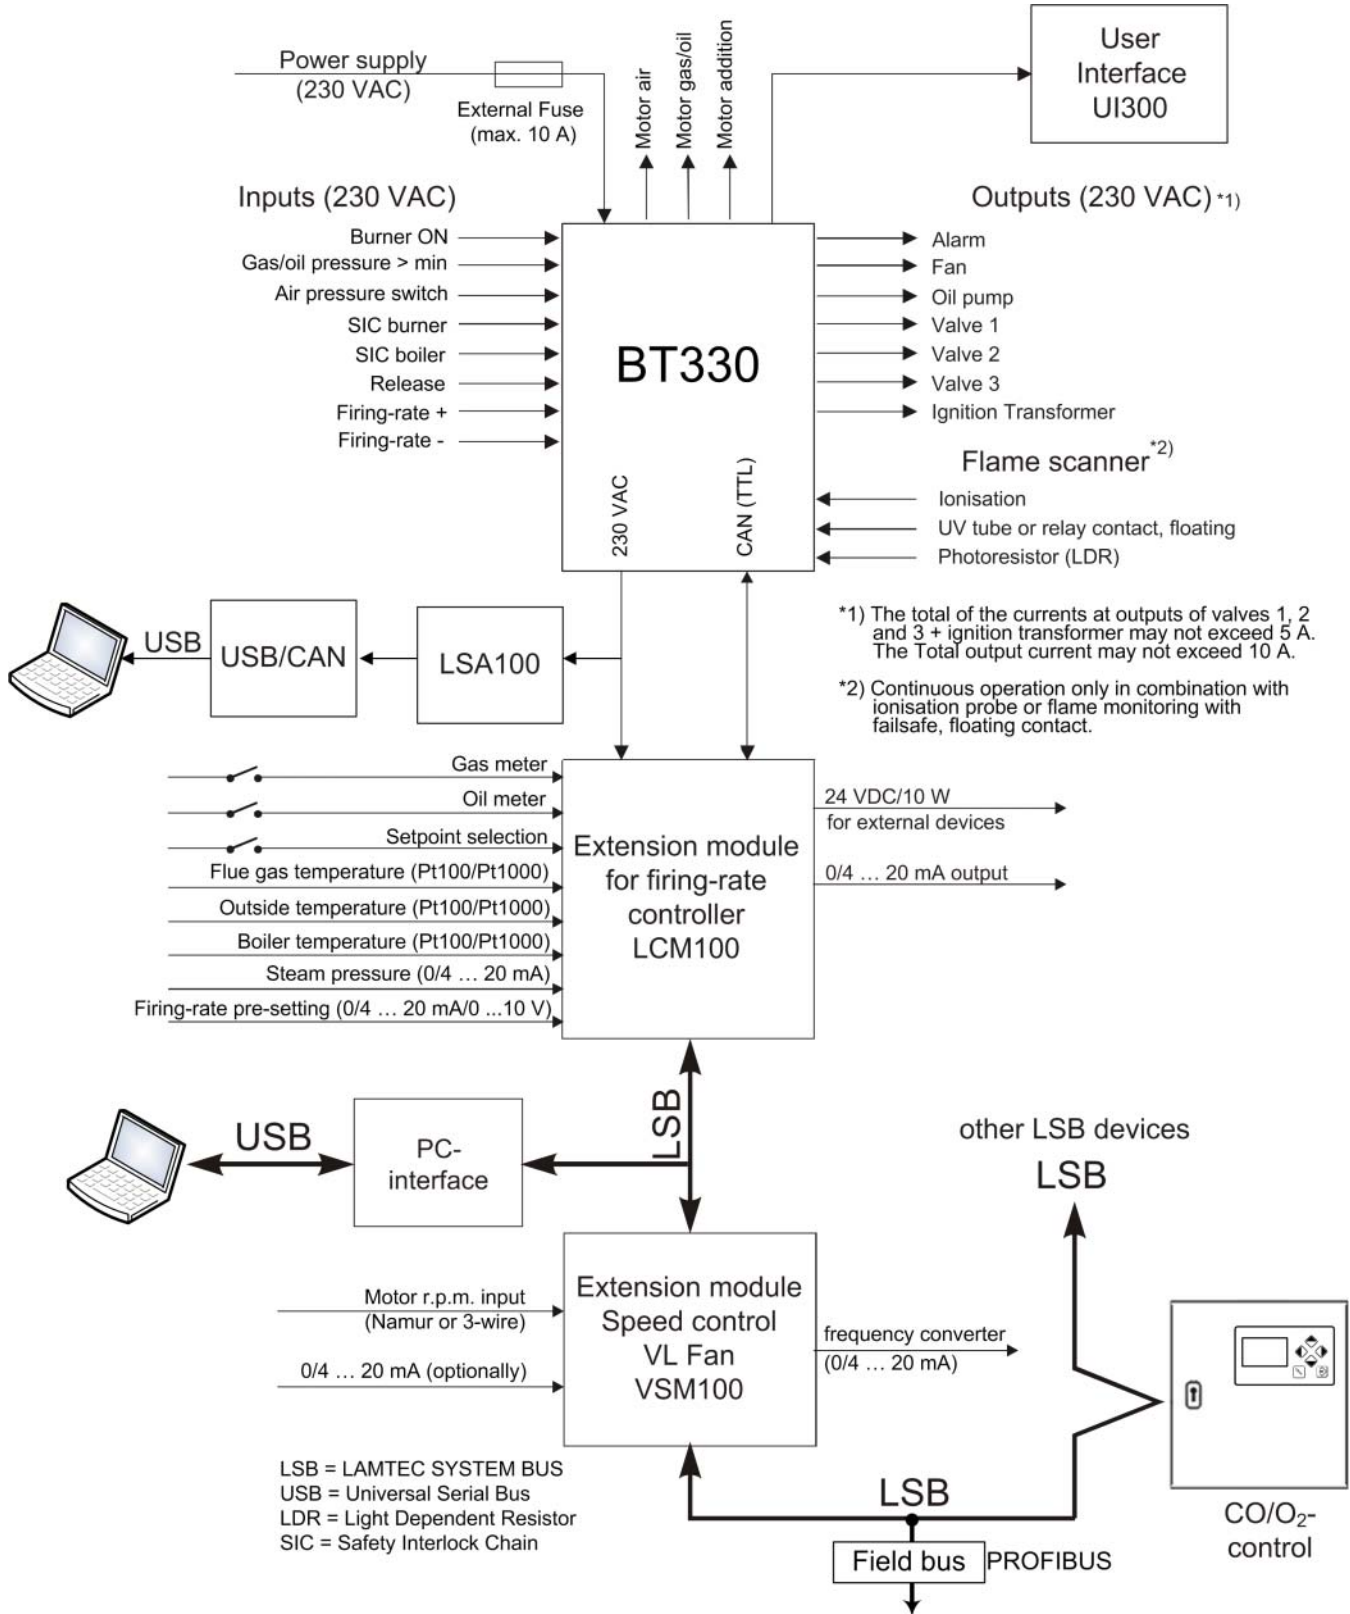 Power supply
(230 VAC)
External Fuse
(max. 10 A)
Motor air
Motor gas/oil
Motor addition
User
Interface
UI300
Inputs (230 VAC)
Burner ON
Gas/oil pressure > min
Air pressure switch
SIC burner
SIC boiler
Release
Firing-rate +
Firing-rate -
BT330
230 VAC
CAN (TTL)
Outputs (230 VAC) *1)
Alarm
Fan
Oil pump
Valve 1
Valve 2
Valve 3
Ignition Transformer
Flame scanner*2)
Ionisation
UV tube or relay contact, floating
Photoresistor (LDR)
*1) The total of the currents at outputs of valves 1, 2
and 3 + ignition transformer may not exceed 5 A.
The Total output current may not exceed 10 A.
*2) Continuous operation only in combination with
ionisation probe or flame monitoring with
failsafe, floating contact.
USB
USB/CAN
LSA100
Gas meter
Oil meter
Setpoint selection
Flue gas temperature (Pt100/Pt1000)
Outside temperature (Pt100/Pt1000)
Boiler temperature (Pt100/Pt1000)
Steam pressure (0/4 … 20 mA)
Firing-rate pre-setting (0/4 … 20 mA/0 ...10 V)
Extension module
for firing-rate
controller
LCM100
24 VDC/10 W
for external devices
0/4 … 20 mA output
USB
PC-
interface
LSB
other LSB devices
LSB
Motor r.p.m. input
(Namur or 3-wire)
0/4 … 20 mA (optionally)
Extension module
Speed control
VL Fan
VSM100
frequency converter
(0/4 … 20 mA)
LSB = LAMTEC SYSTEM BUS
USB = Universal Serial Bus
LDR = Light Dependent Resistor
SIC = Safety Interlock Chain
LSB
Field bus
PROFIBUS
CO/O₂-
control